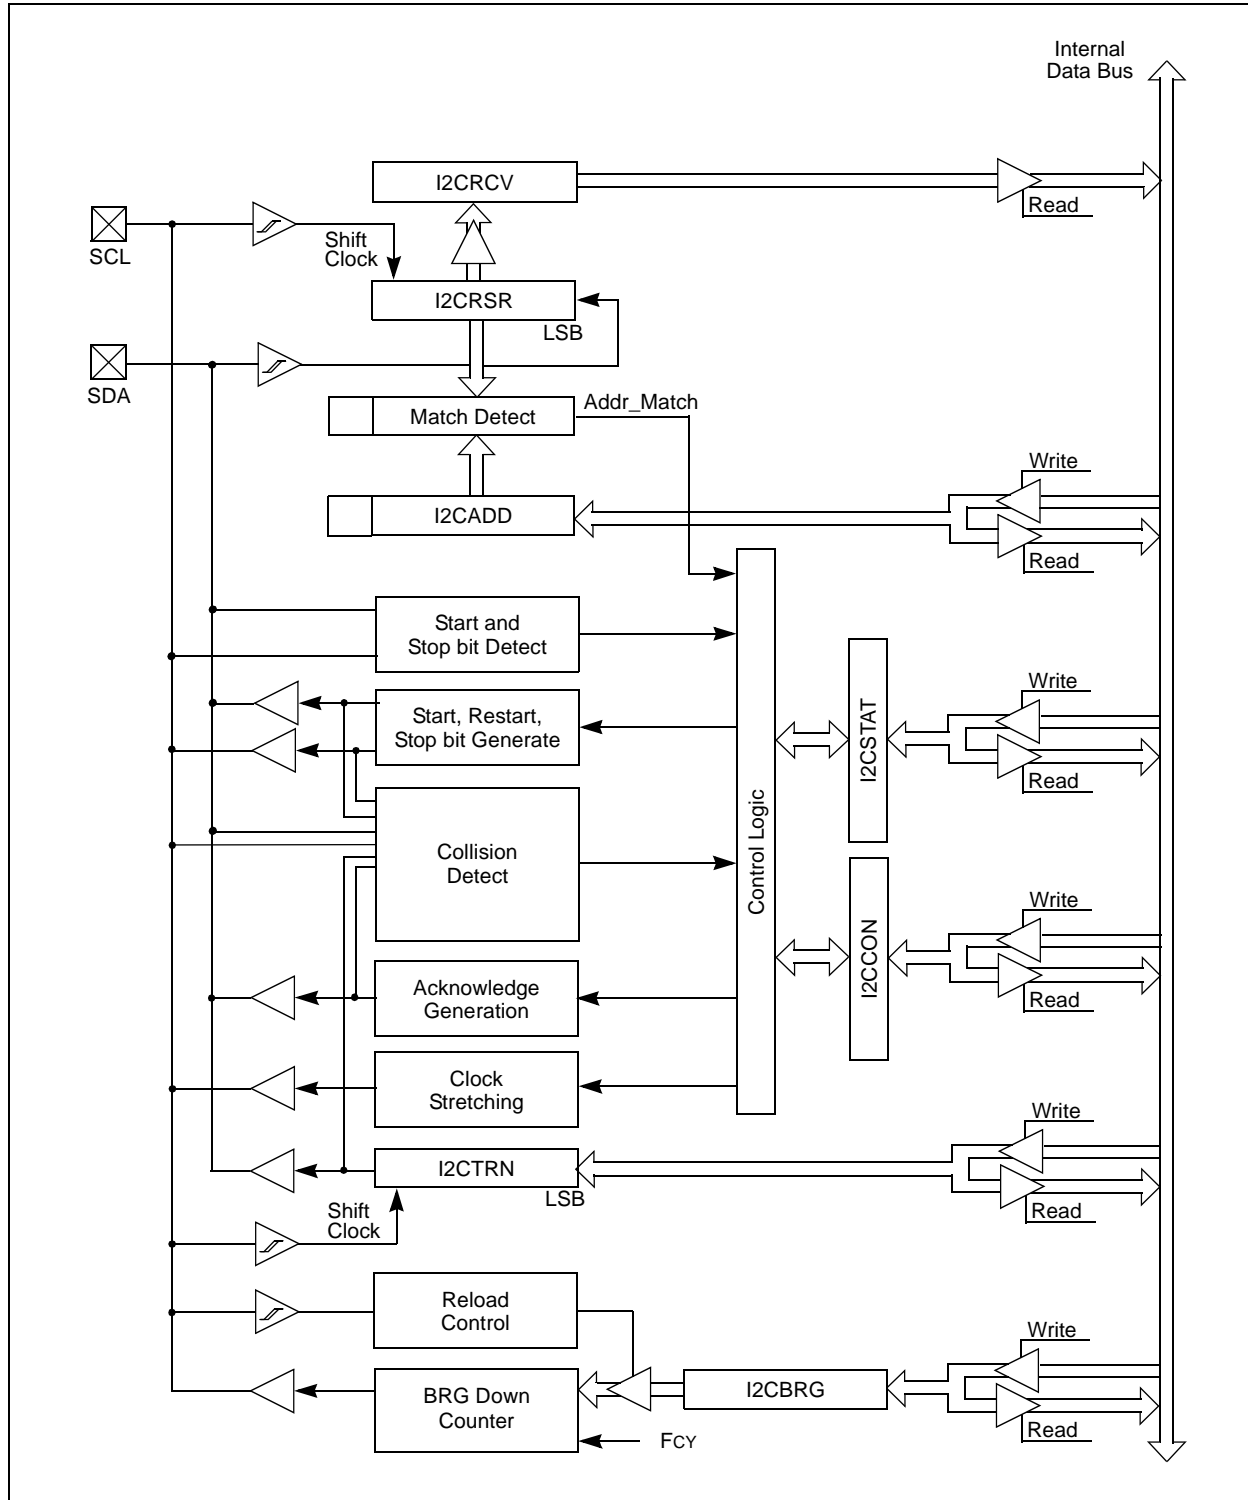 Internal
Data Bus
I2CRCV
Read
SCL
Shift
Clock
I2CRSR
LSB
SDA
Match Detect
Addr_Match
Write
I2CADD
Read
Start and
Stop bit Detect
Start, Restart,
Stop bit Generate
Write
I2CSTAT
Read
Control Logic
Collision
Detect
Write
I2CCON
Read
Acknowledge
Generation
Clock
Stretching
Write
I2CTRN
LSB
Read
Shift
Clock
Reload
Control
Write
I2CBRG
BRG Down
Counter
Read
FCY